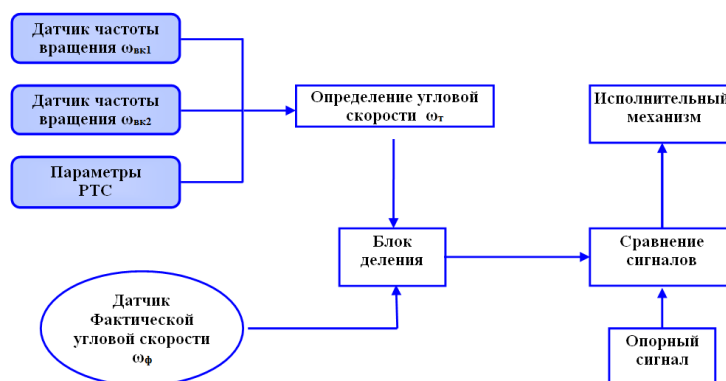 Датчик частоты
вращения ωвк1
Датчик частоты
вращения ωвк2
Параметры
РТС
Определение угловой
скорости ωт
Исполнительный
механизм
Блок
деления
Сравнение
сигналов
Датчик
Фактической
угловой скорости
ωф
Опорный
сигнал